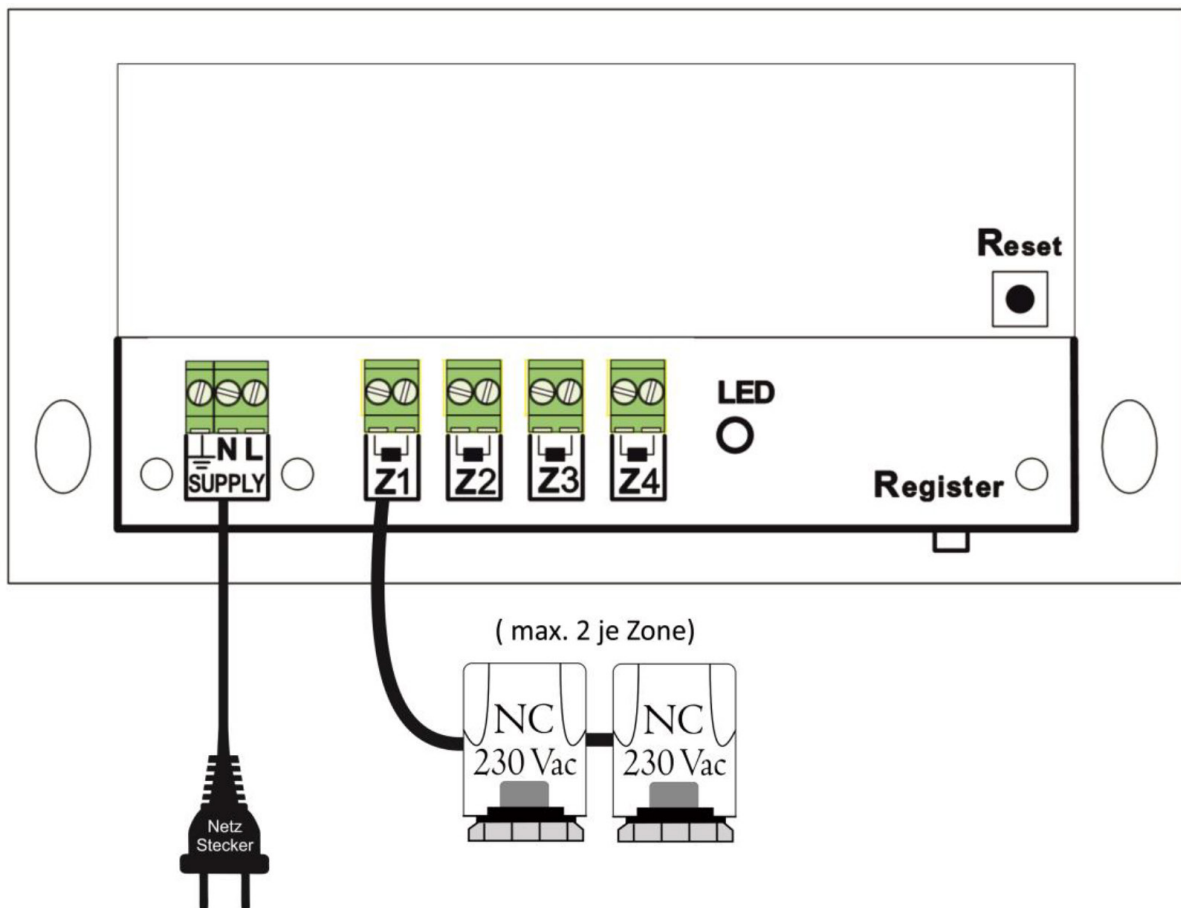 Reset
LED
N L
SUPPLY
Z1
Z2
Z3
Z4
Register
( max. 2 je Zone)
NC
230 Vac
NC
230 Vac
Netz
Stecker